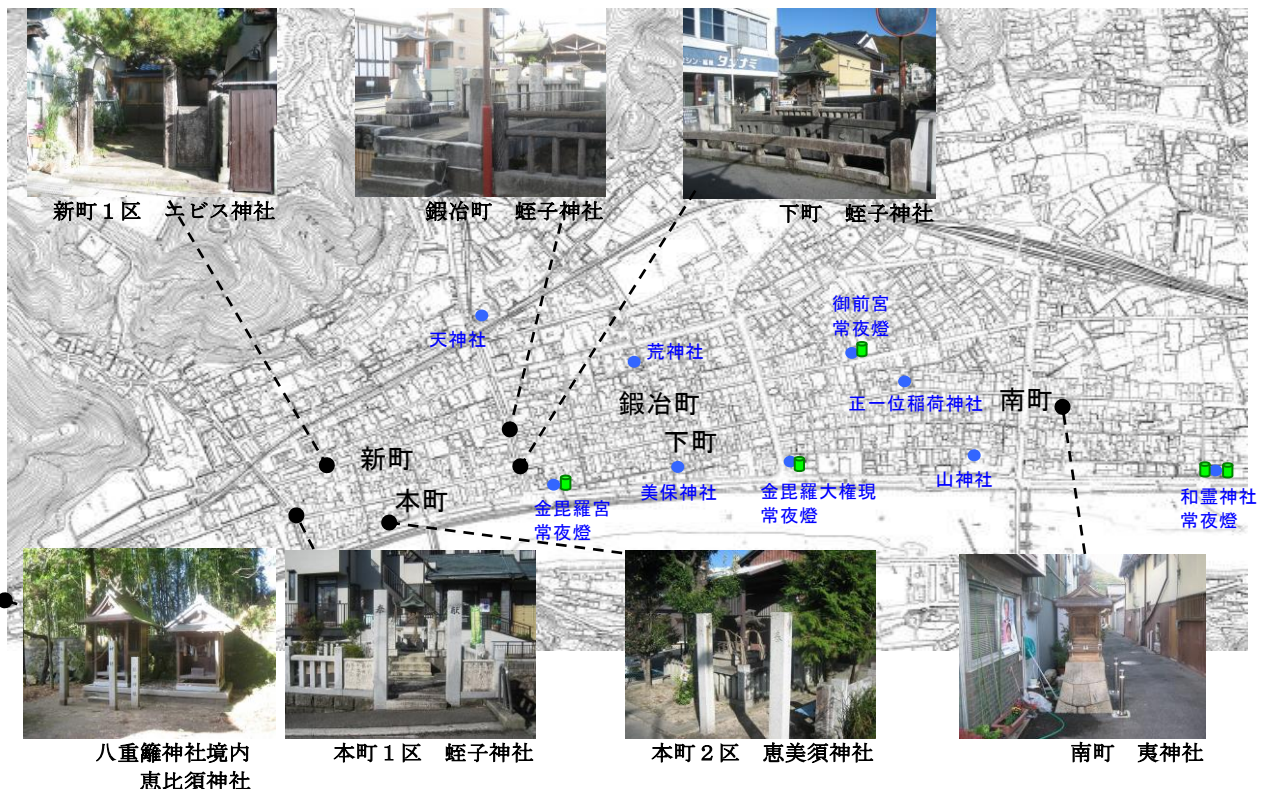 タンナミ
新町１区　エビス神社
鍛冶町　蛭子神社
下町　蛭子神社
御前宮
常夜燈
天神社
荒神社
正一位稲荷神社
鍛冶町
南町
下町
新町
本町
美保神社
金毘羅宮
常夜燈
金毘羅大権現
常夜燈
山神社
和霊神社
常夜燈
奉
献
八重籬神社境内
恵比須神社
本町１区　蛭子神社
本町２区　恵美須神社
南町　夷神社